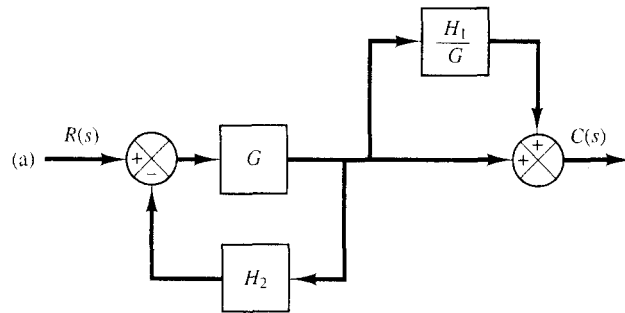 H₁
G
R(s)
C(s)
(a)
+
−
G
+
+
H₂